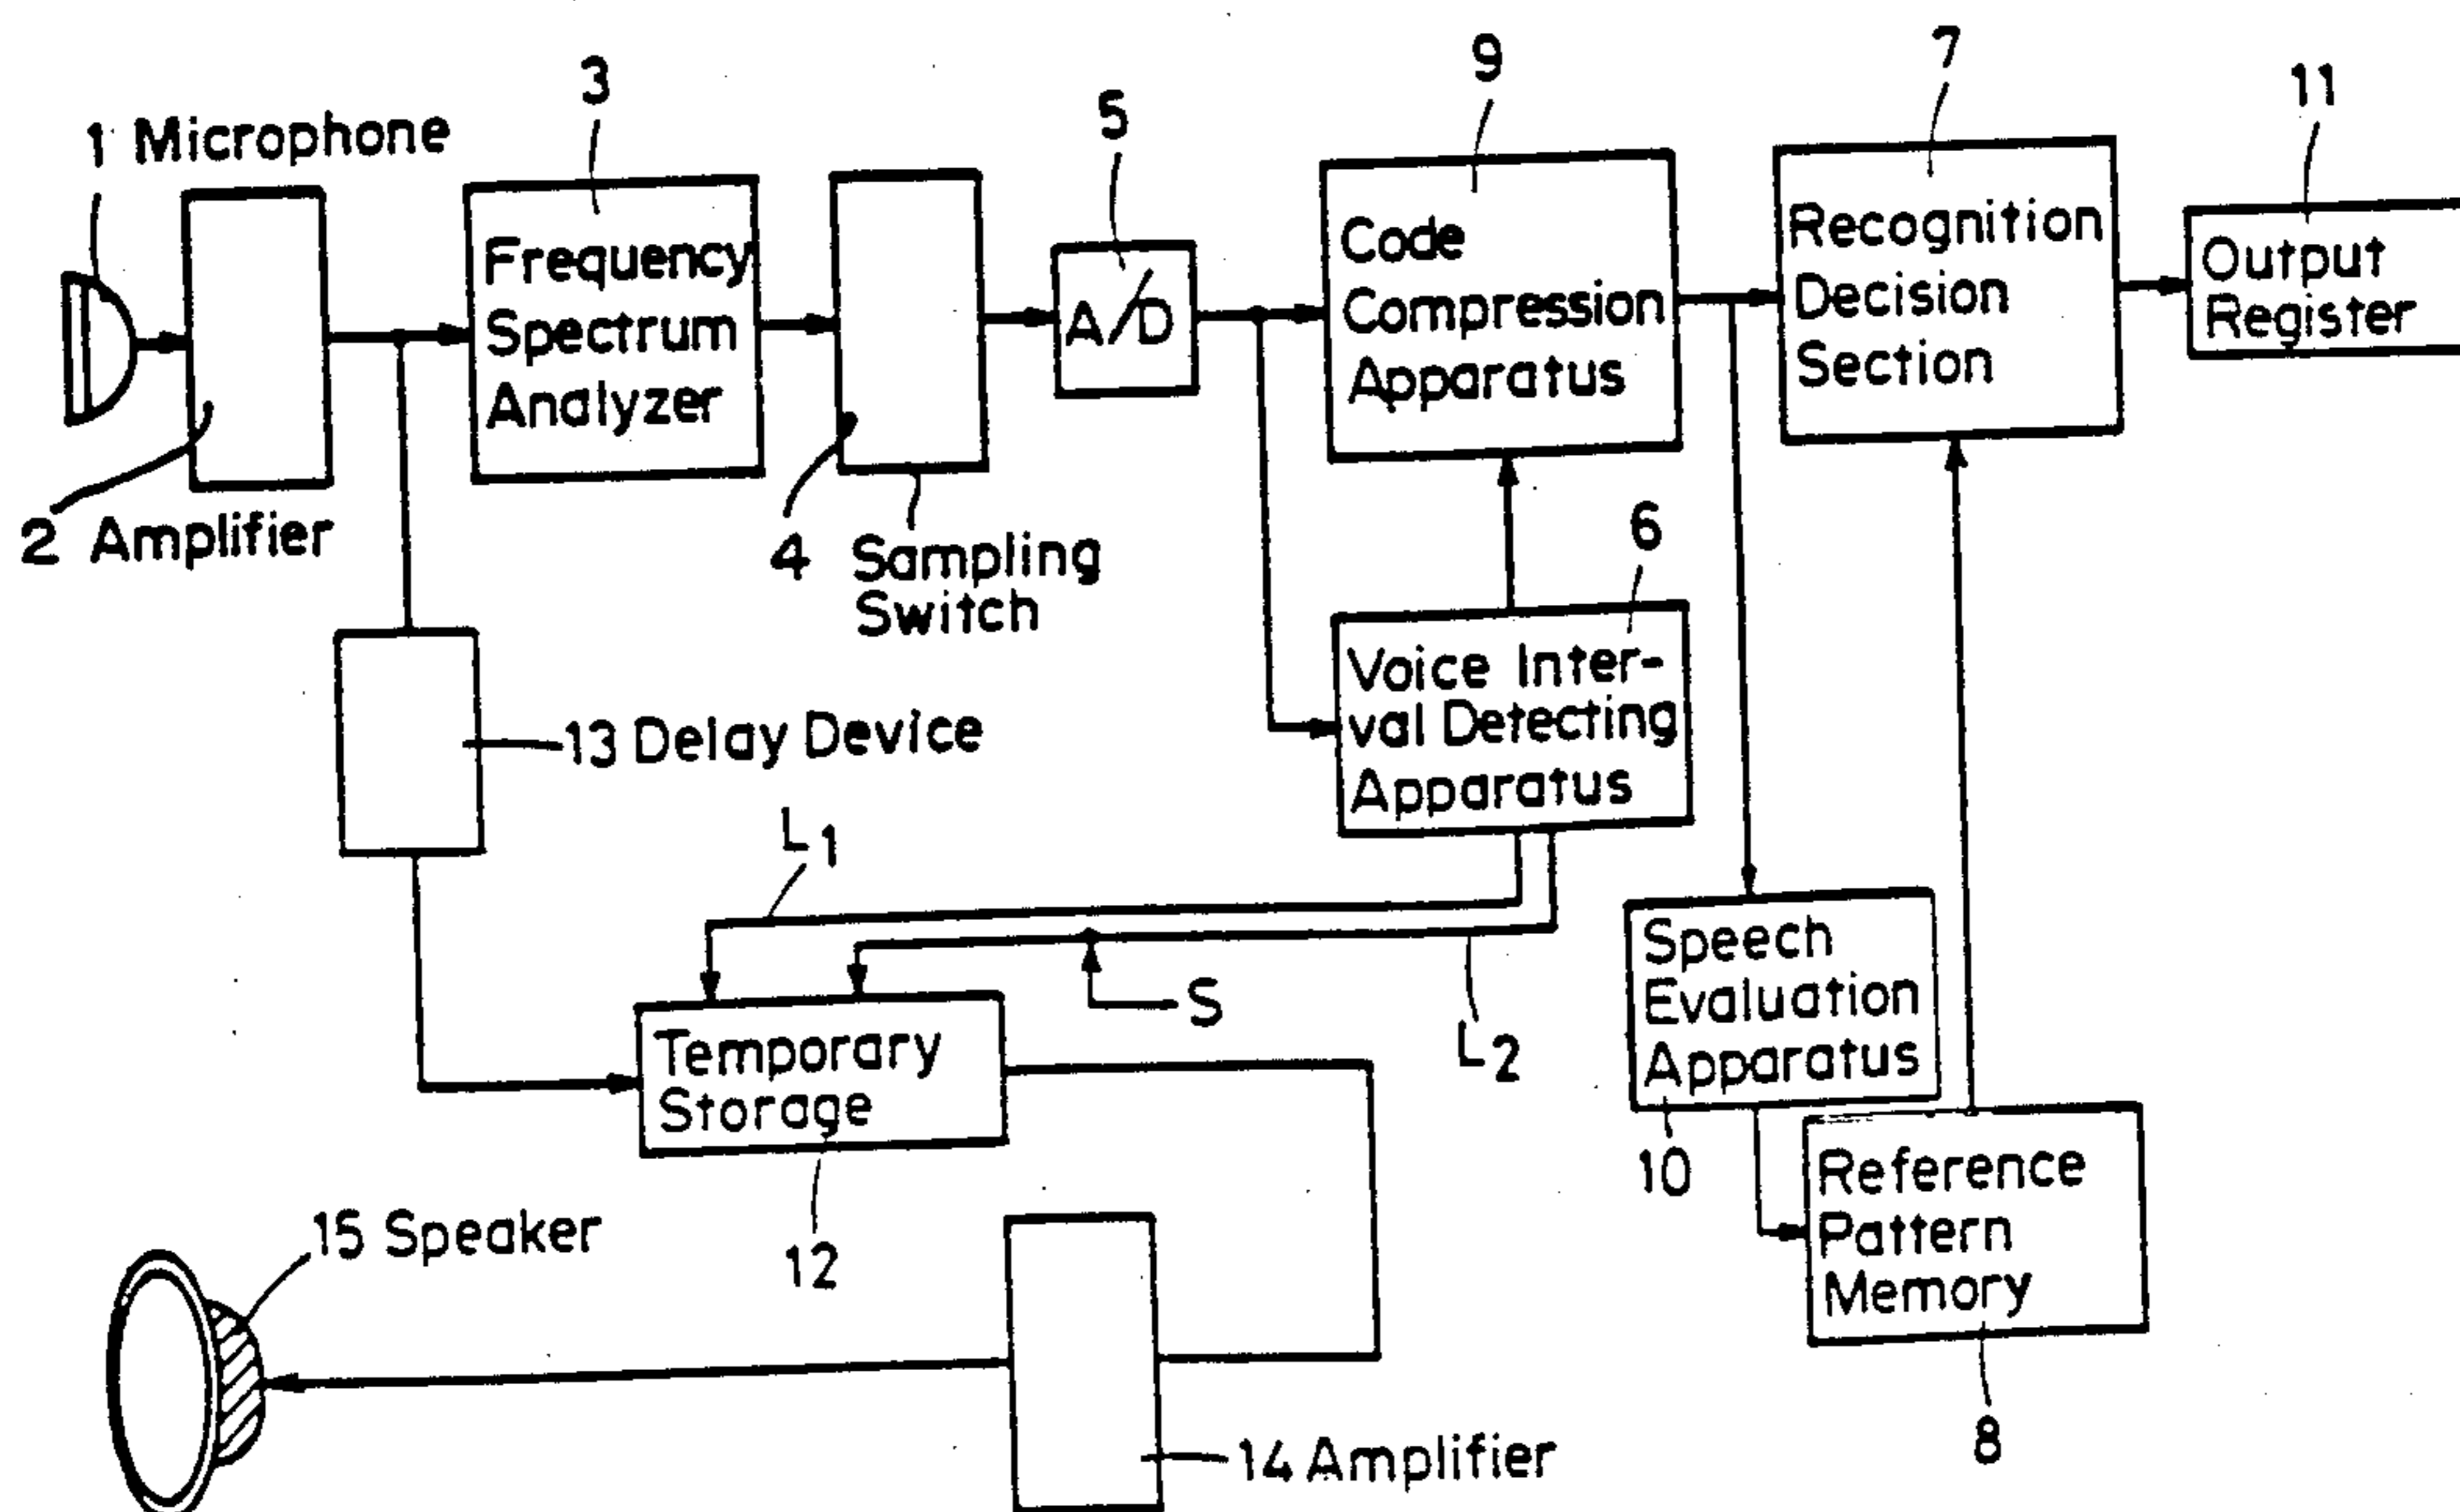 1 Microphone
3
5
9
7
11
Frequency
Spectrum
Analyzer
A/D
Code
Compression
Apparatus
Recognition
Decision
Section
Output
Register
2 Amplifier
4 Sampling
Switch
6
Voice Inter-
val Detecting
Apparatus
13 Delay Device
L1
S
L2
Temporary
Storage
12
Speech
Evaluation
Apparatus
10
Reference
Pattern
Memory
8
15 Speaker
14 Amplifier